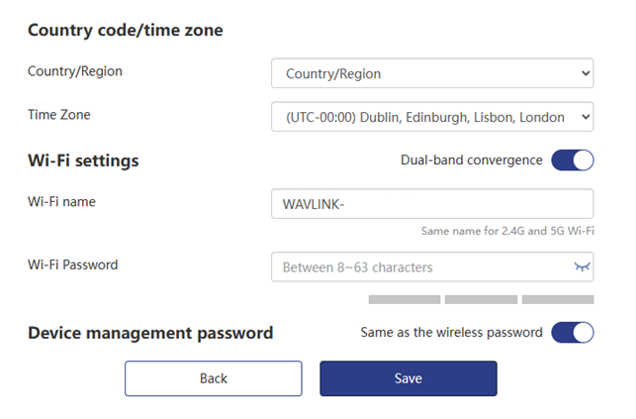 Country code/time zone
Country/Region
Country/Region
Time Zone
(UTC-00:00) Dublin, Edinburgh, Lisbon, London
Wi-Fi settings
Dual-band convergence
Wi-Fi name
WAVLINK-
Same name for 2.4G and 5G Wi-Fi
Wi-Fi Password
Between 8~63 characters
Device management password
Same as the wireless password
Back
Save